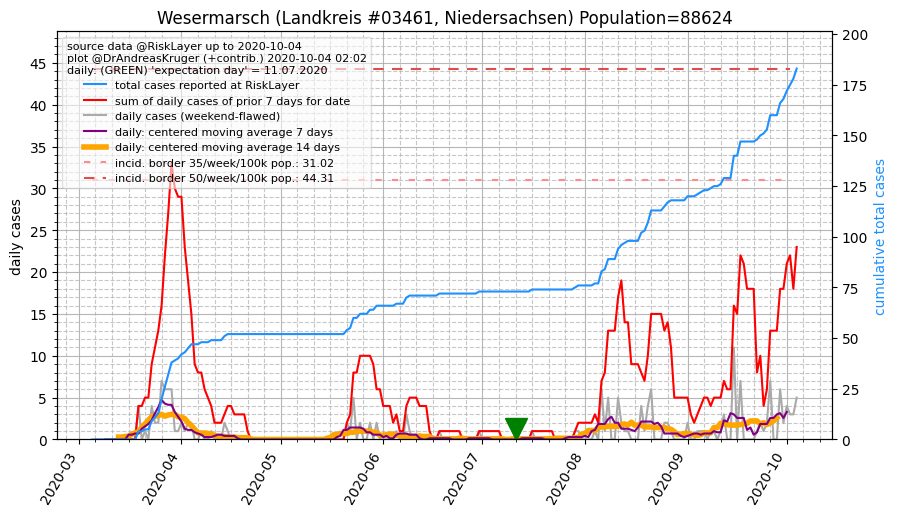 Wesermarsch (Landkreis #03461, Niedersachsen) Population=88624
source data @RiskLayer up to 2020-10-04
plot @DrAndreasKruger (+contrib.) 2020-10-04 02:02
daily: (GREEN) 'expectation day' = 11.07.2020
total cases reported at RiskLayer
sum of daily cases of prior 7 days for date
daily cases (weekend-flawed)
daily: centered moving average 7 days
daily: centered moving average 14 days
incid. border 35/week/100k pop.: 31.02
incid. border 50/week/100k pop.: 44.31
daily cases
45
40
35
30
25
20
15
10
5
0
cumulative total cases
200
175
150
125
100
75
50
25
0
2020-03
2020-04
2020-05
2020-06
2020-07
2020-08
2020-09
2020-10